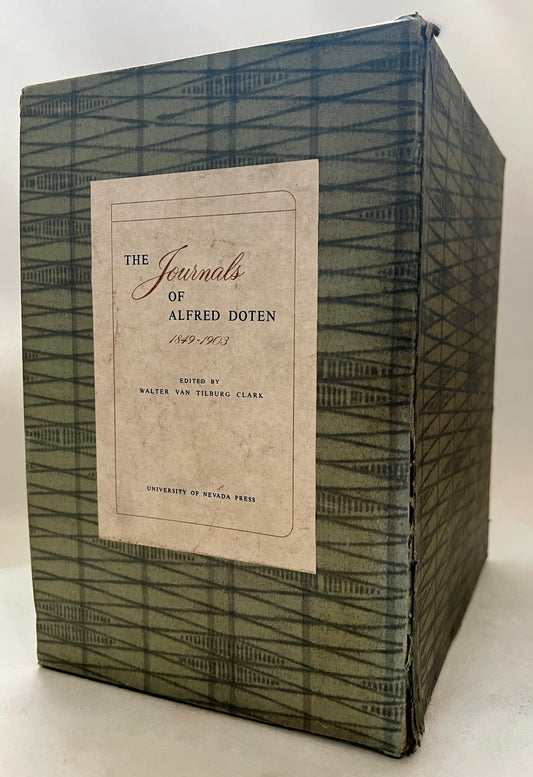 THE Journals
OF
ALFRED DOTEN
1849-1903
EDITED BY
WALTER VAN TILBURG CLARK
UNIVERSITY OF NEVADA PRESS